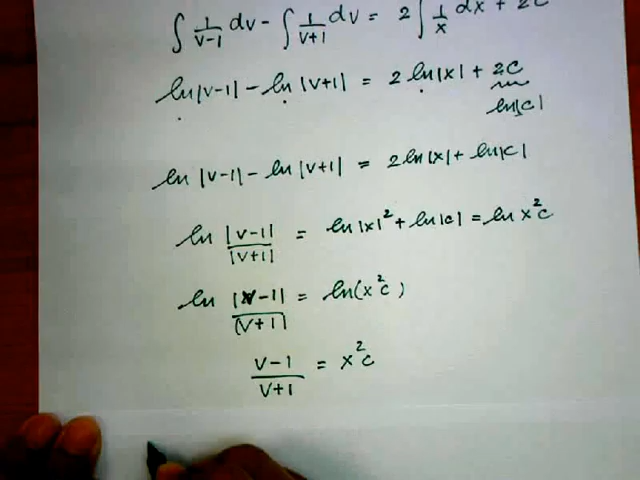 ∫ 1/(v-1) dv - ∫ 1/(v+1) dv = 2 ∫ 1/x dx + 2C
ln|v-1| - ln|v+1| = 2 ln|x| + 2C
ln|C|
ln|v-1| - ln|v+1| = 2 ln|x| + ln|C|
ln |v-1|/|v+1| = ln|x|² + ln|C| = ln x²C
ln |v-1|/|v+1| = ln(x²C)
(v-1)/(v+1) = x²C